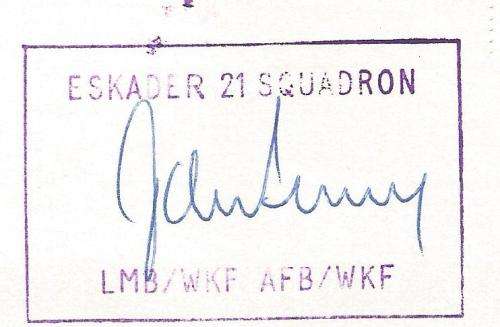 ESKADER 21 SQUADRON
LMB/WKF AFB/WKF